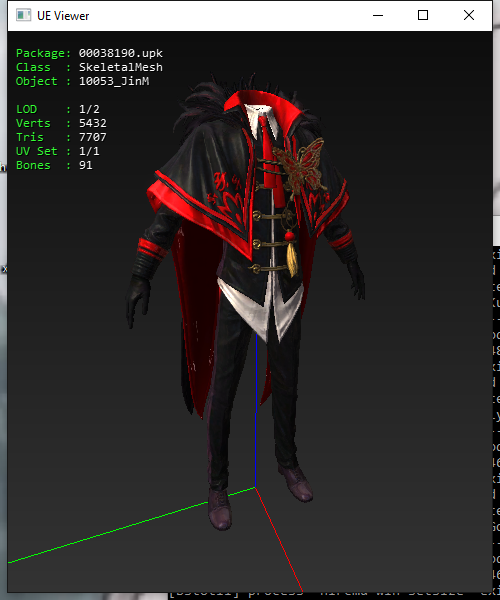 UE Viewer
Package: 00038190.upk
Class : SkeletalMesh
Object : 10053_JinM
LOD : 1/2
Verts : 5432
Tris : 7707
UV Set : 1/1
Bones : 91